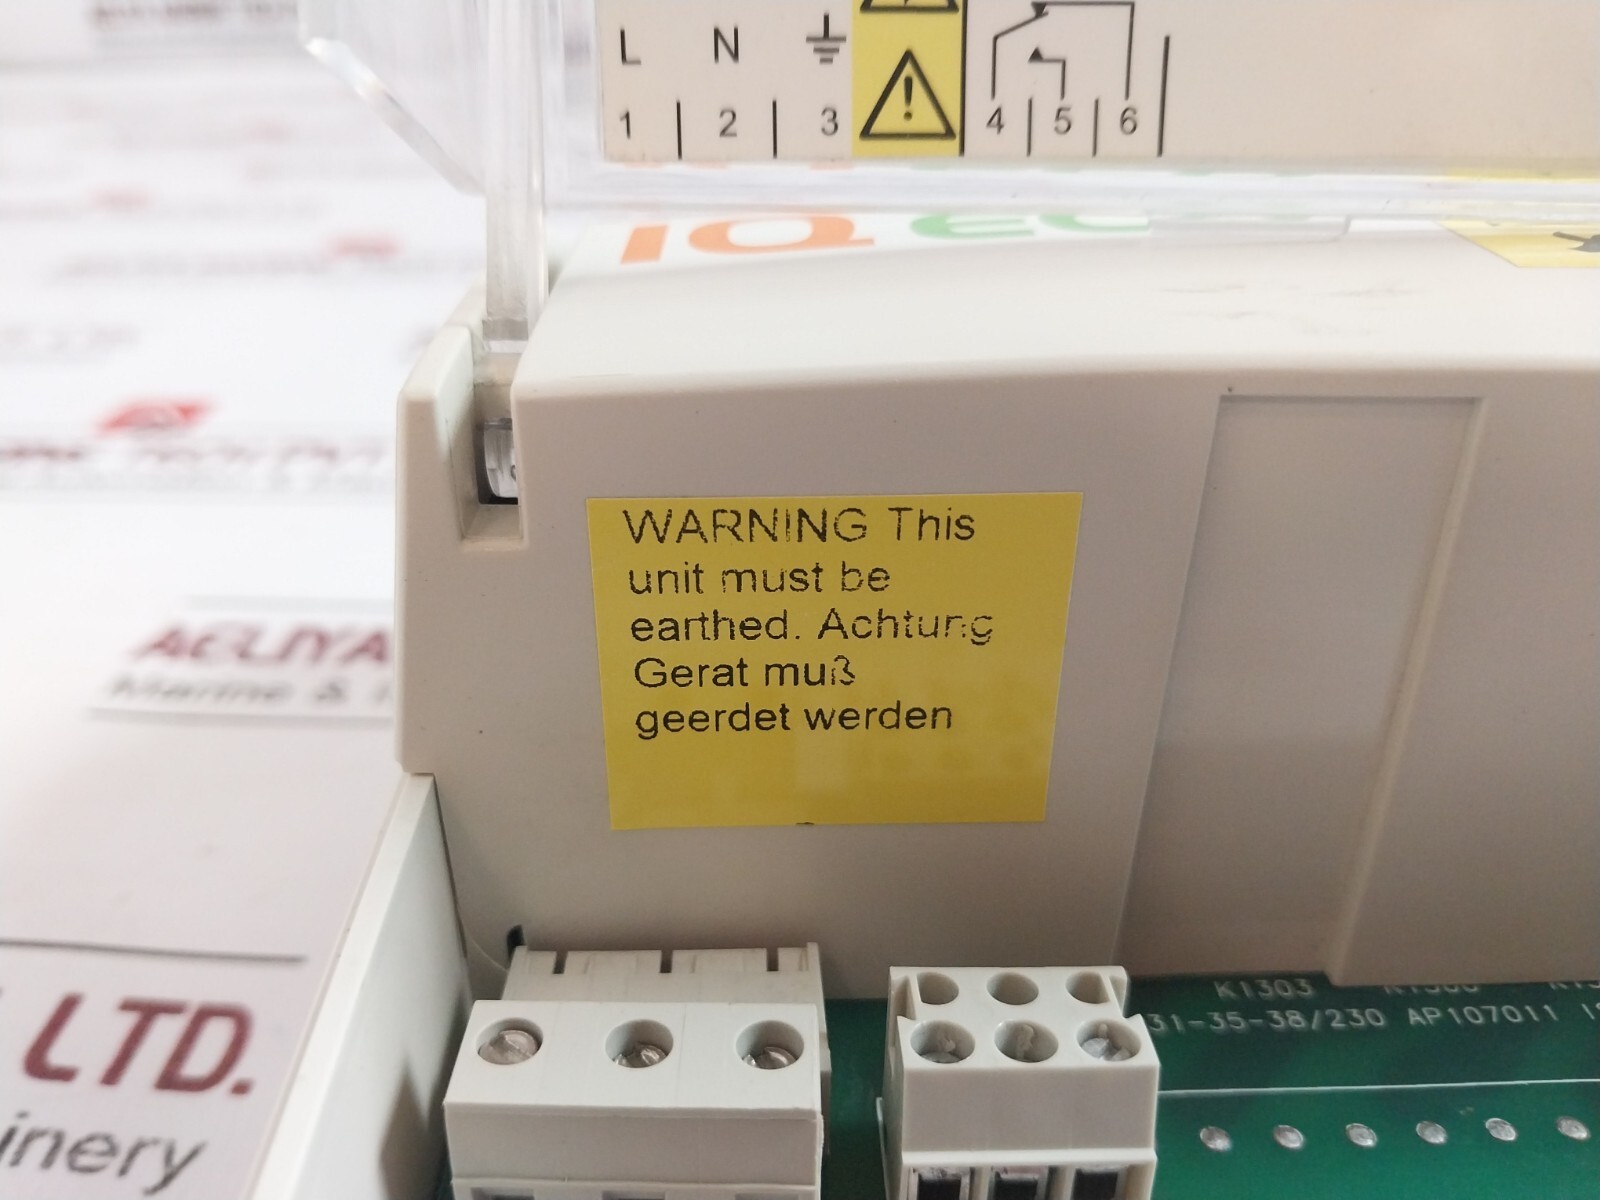 L N
1 2 3 4 5 6
IQ ec
WARNING This
unit must be
earthed. Achtung
Gerat muß
geerdet werden
K1303
31-35-38/230 AP107011
LTD.